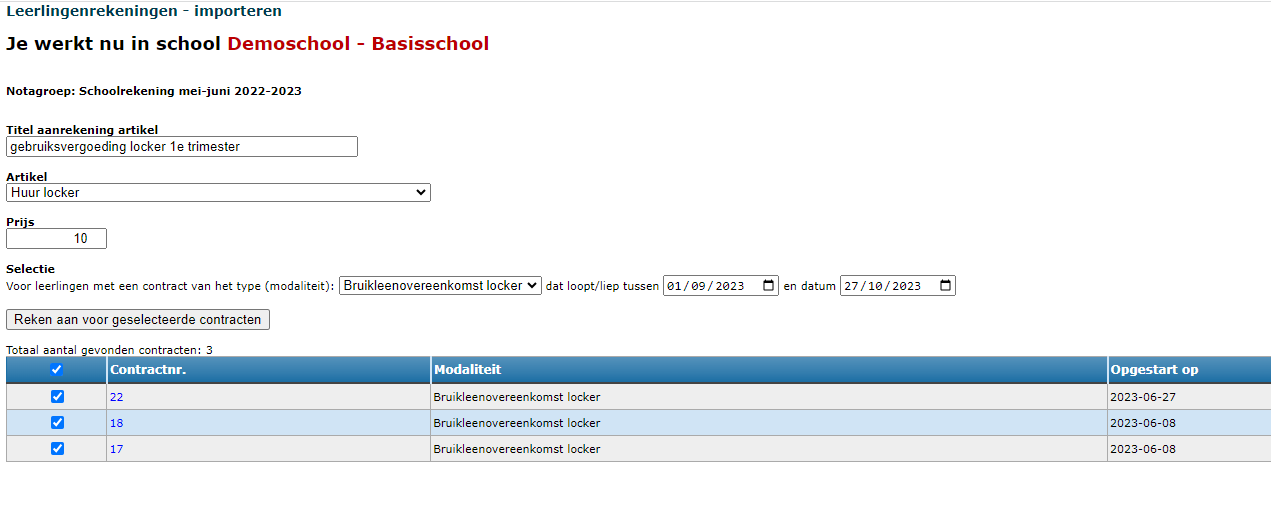 Leerlingenrekeningen - importeren
Je werkt nu in school Demoschool - Basisschool
Notagroep: Schoolrekening mei-juni 2022-2023
Titel aanrekening artikel
gebruiksvergoeding locker 1e trimester
Artikel
Huur locker
Prijs
10
Selectie
Voor leerlingen met een contract van het type (modaliteit): Bruikleenovereenkomst locker dat loopt/liep tussen 01/09/2023 en datum 27/10/2023
Reken aan voor geselecteerde contracten
Totaal aantal gevonden contracten: 3
Contractnr. Modaliteit Opgestart op
22 Bruikleenovereenkomst locker 2023-06-27
18 Bruikleenovereenkomst locker 2023-06-08
17 Bruikleenovereenkomst locker 2023-06-08